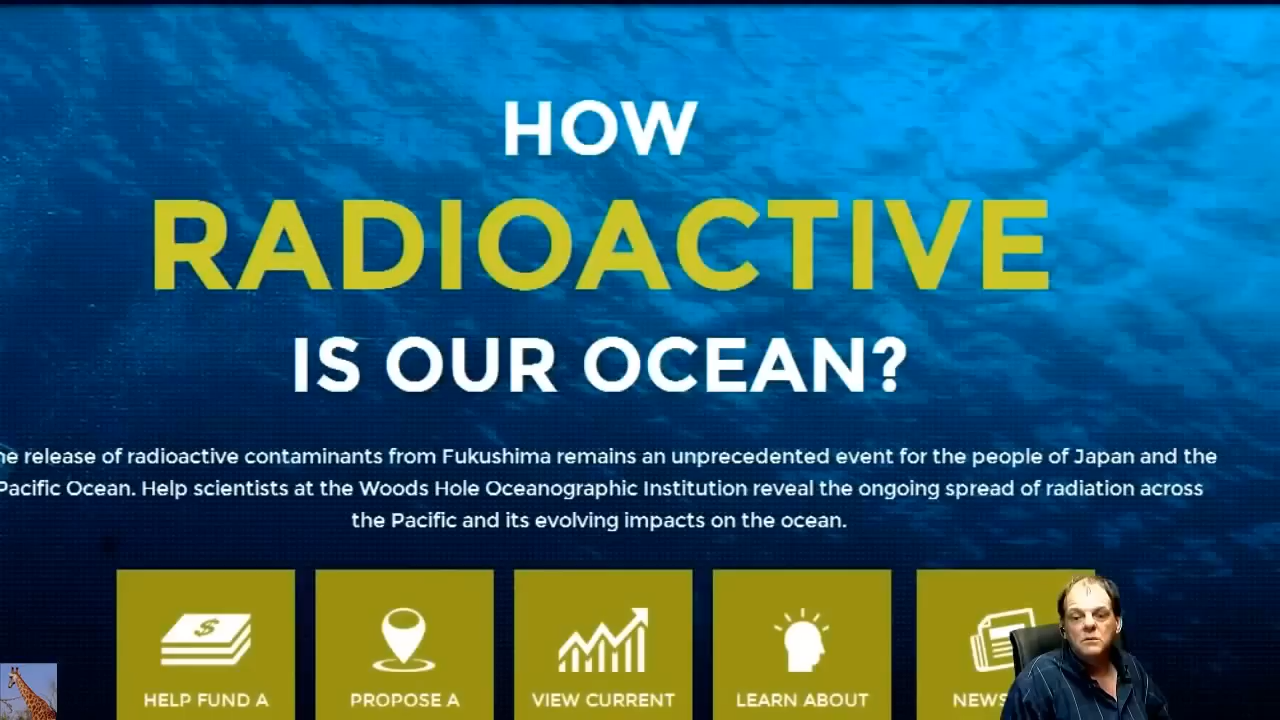 HOW
RADIOACTIVE
IS OUR OCEAN?
he release of radioactive contaminants from Fukushima remains an unprecedented event for the people of Japan and the
Pacific Ocean. Help scientists at the Woods Hole Oceanographic Institution reveal the ongoing spread of radiation across
the Pacific and its evolving impacts on the ocean.
$
HELP FUND A PROPOSE A VIEW CURRENT LEARN ABOUT NEWS